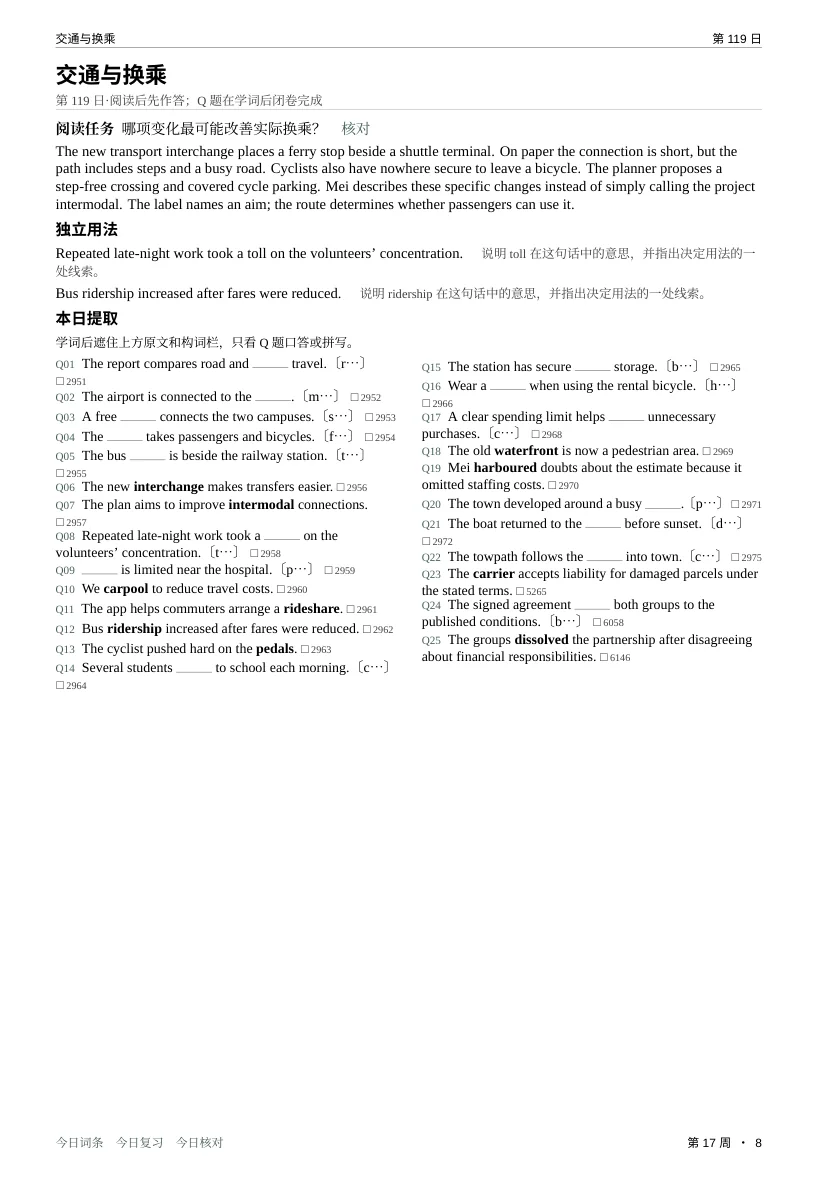 交通与换乘
第 119 日
交通与换乘
第 119 日·阅读后先作答；Q 题在学词后闭卷完成
阅读任务 哪项变化最可能改善实际换乘？ 核对
The new transport interchange places a ferry stop beside a shuttle terminal. On paper the connection is short, but the
path includes steps and a busy road. Cyclists also have nowhere secure to leave a bicycle. The planner proposes a
step-free crossing and covered cycle parking. Mei describes these specific changes instead of simply calling the project
intermodal. The label names an aim; the route determines whether passengers can use it.
独立用法
Repeated late-night work took a toll on the volunteers’ concentration. 说明 toll 在这句话中的意思，并指出决定用法的一
处线索。
Bus ridership increased after fares were reduced. 说明 ridership 在这句话中的意思，并指出决定用法的一处线索。
本日提取
学词后遮住上方原文和构词栏，只看 Q 题口答或拼写。
Q01 The report compares road and _____ travel.〔r···〕
□ 2951
Q02 The airport is connected to the _____.〔m···〕 □ 2952
Q03 A free _____ connects the two campuses.〔s···〕 □ 2953
Q04 The _____ takes passengers and bicycles.〔f···〕 □ 2954
Q05 The bus _____ is beside the railway station.〔t···〕
□ 2955
Q06 The new interchange makes transfers easier. □ 2956
Q07 The plan aims to improve intermodal connections.
□ 2957
Q08 Repeated late-night work took a _____ on the
volunteers’ concentration.〔t···〕 □ 2958
Q09 _____ is limited near the hospital.〔p···〕 □ 2959
Q10 We carpool to reduce travel costs. □ 2960
Q11 The app helps commuters arrange a rideshare. □ 2961
Q12 Bus ridership increased after fares were reduced. □ 2962
Q13 The cyclist pushed hard on the pedals. □ 2963
Q14 Several students _____ to school each morning.〔c···〕
□ 2964
Q15 The station has secure _____ storage.〔b···〕 □ 2965
Q16 Wear a _____ when using the rental bicycle.〔h···〕
□ 2966
Q17 A clear spending limit helps _____ unnecessary
purchases.〔c···〕 □ 2968
Q18 The old waterfront is now a pedestrian area. □ 2969
Q19 Mei harboured doubts about the estimate because it
omitted staffing costs. □ 2970
Q20 The town developed around a busy _____.〔p···〕 □ 2971
Q21 The boat returned to the _____ before sunset.〔d···〕
□ 2972
Q22 The towpath follows the _____ into town.〔c···〕 □ 2975
Q23 The carrier accepts liability for damaged parcels under
the stated terms. □ 5265
Q24 The signed agreement _____ both groups to the
published conditions.〔b···〕 □ 6058
Q25 The groups dissolved the partnership after disagreeing
about financial responsibilities. □ 6146
今日词条 今日复习 今日核对
第 17 周 · 8